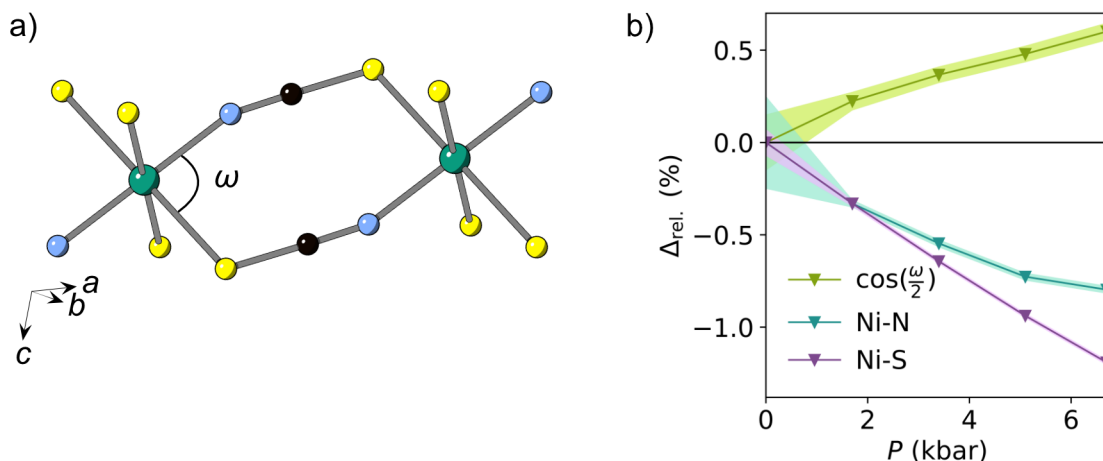 a)
ω
a
b
c
b)
0.5
0.0
−0.5
−1.0
Δrel. (%)
cos(ω/2)
Ni-N
Ni-S
0
2
4
6
P (kbar)